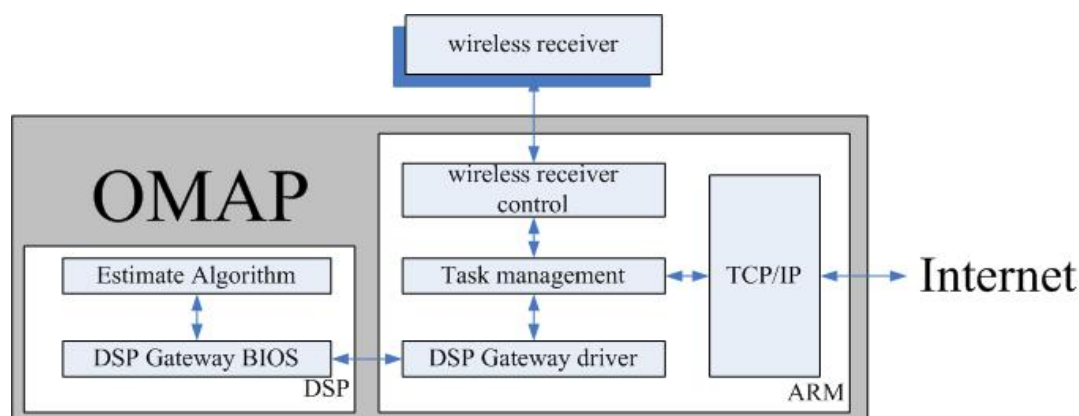 wireless receiver
OMAP
wireless receiver
control
Estimate Algorithm
Task management
TCP/IP
Internet
DSP Gateway BIOS
DSP Gateway driver
DSP
ARM